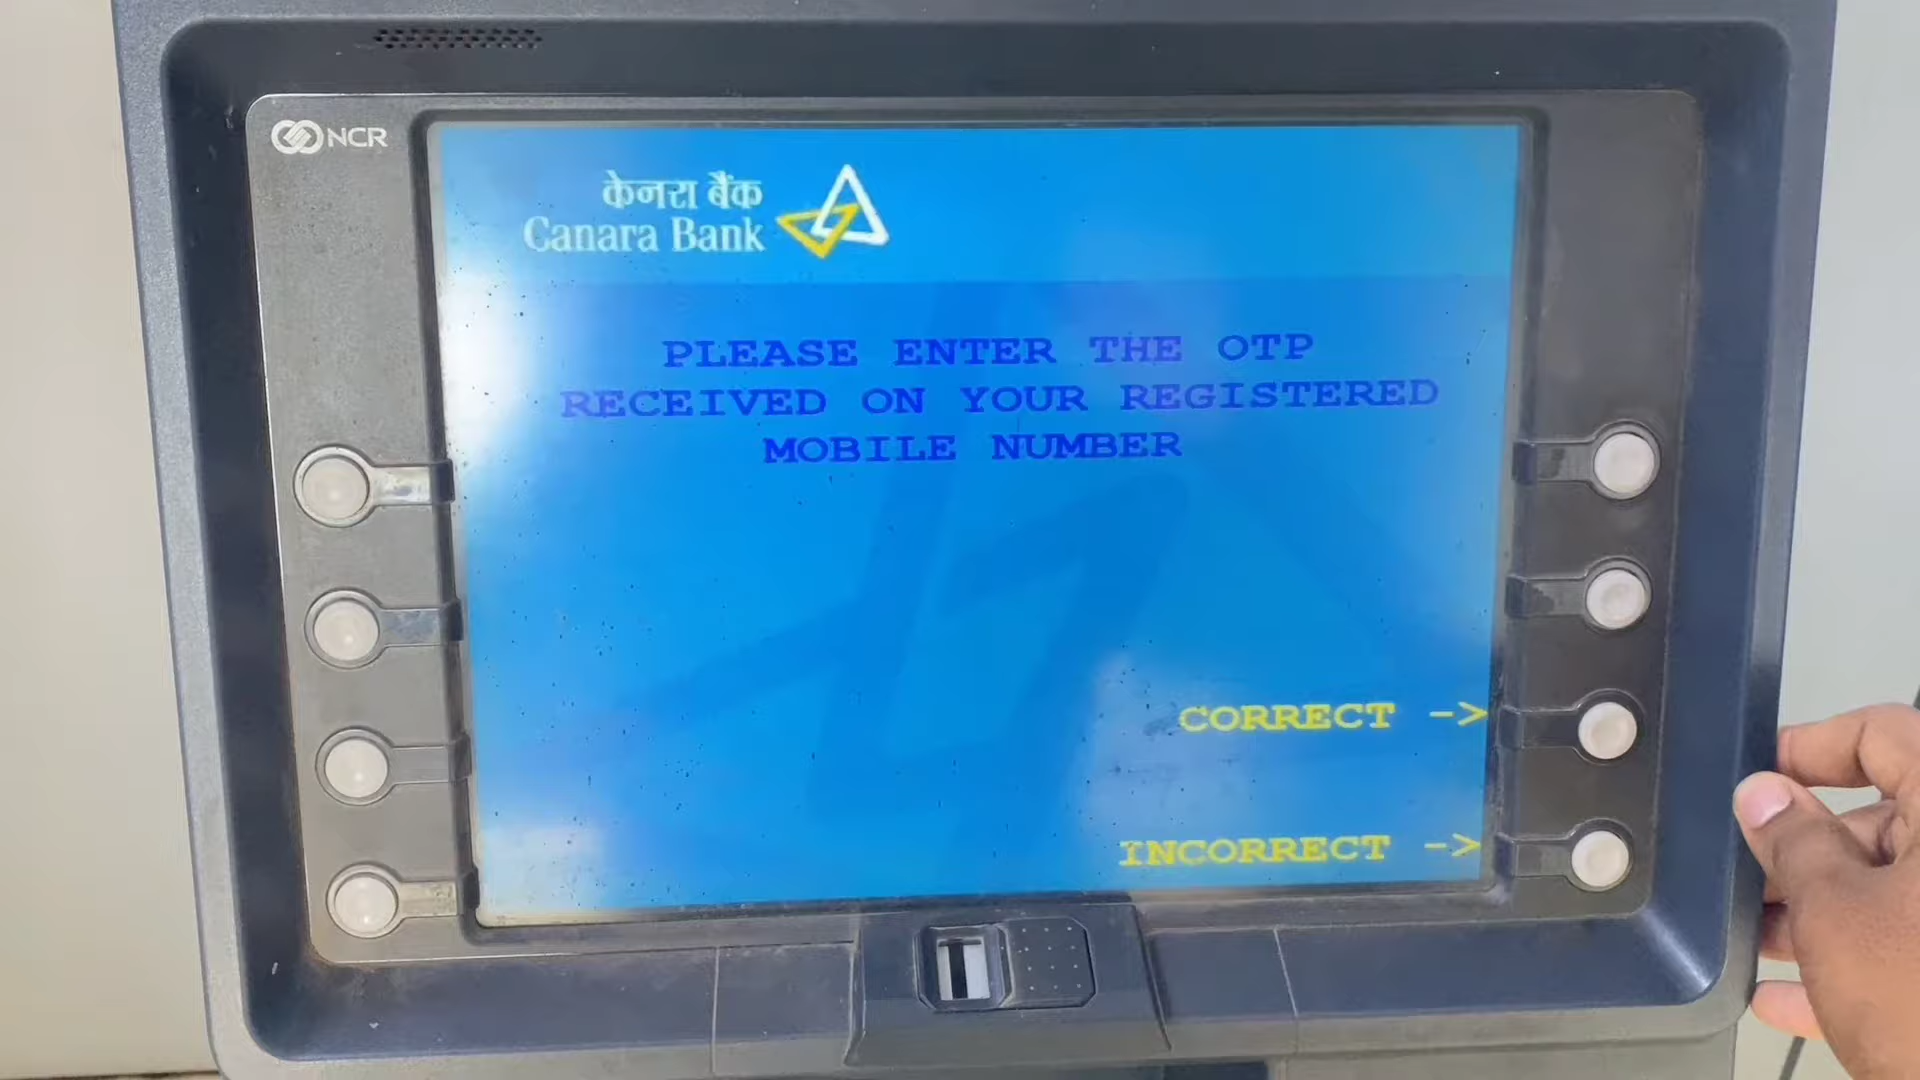 NCR
केनरा बैंक
Canara Bank
PLEASE ENTER THE OTP
RECEIVED ON YOUR REGISTERED
MOBILE NUMBER
CORRECT ->
INCORRECT ->